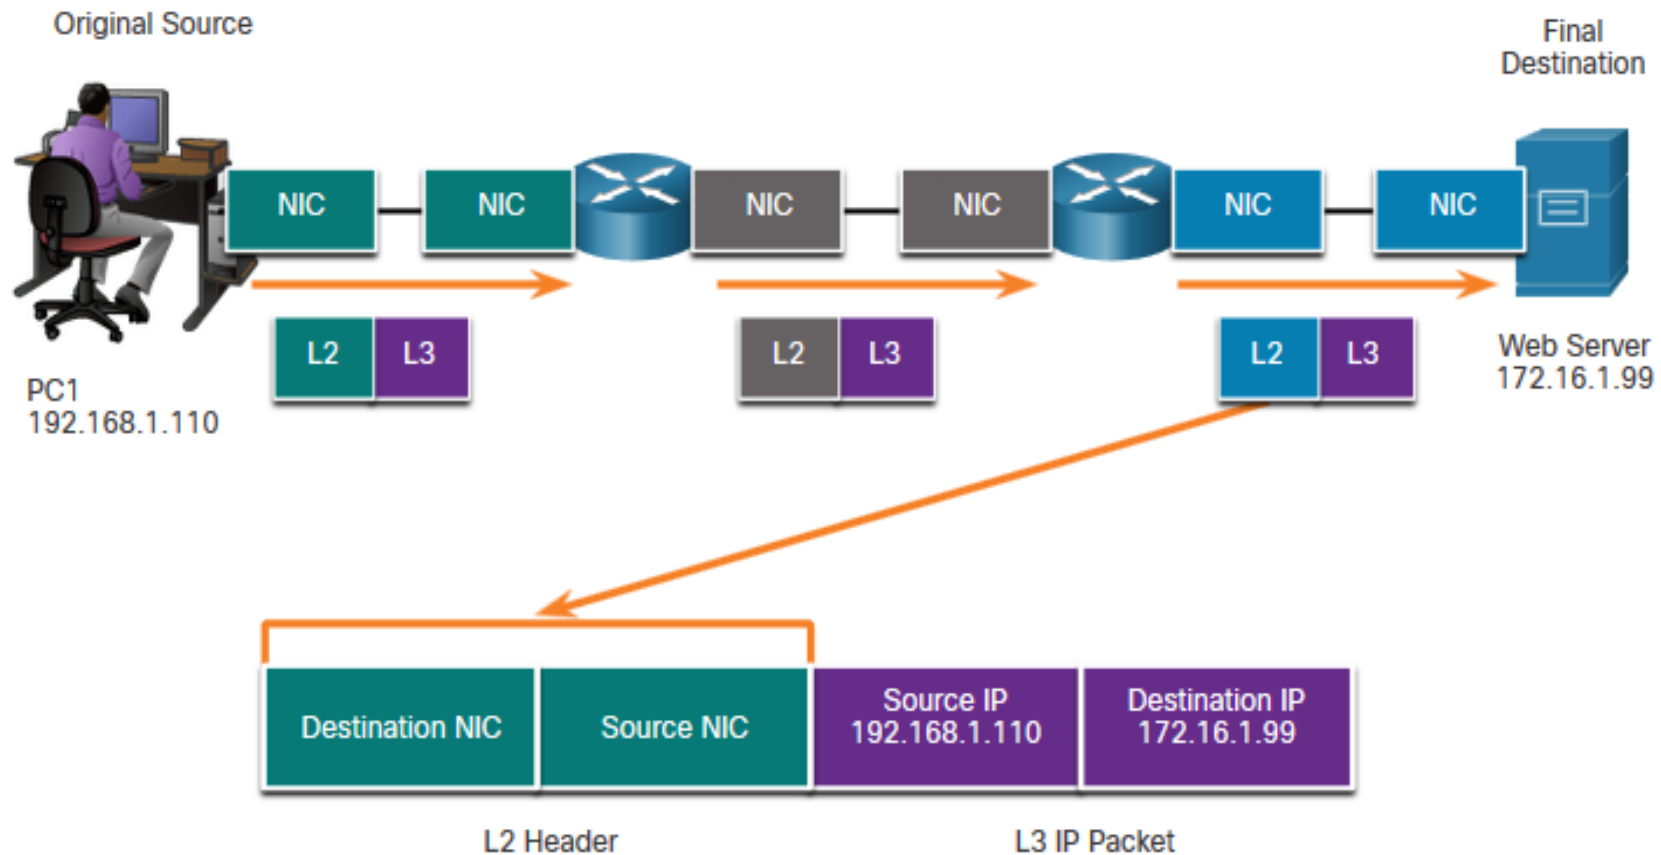 Original Source
Final
Destination
NIC
NIC
NIC
NIC
NIC
NIC
L2
L3
L2
L3
L2
L3
PC1
192.168.1.110
Web Server
172.16.1.99
Destination NIC
Source NIC
Source IP
192.168.1.110
Destination IP
172.16.1.99
L2 Header
L3 IP Packet